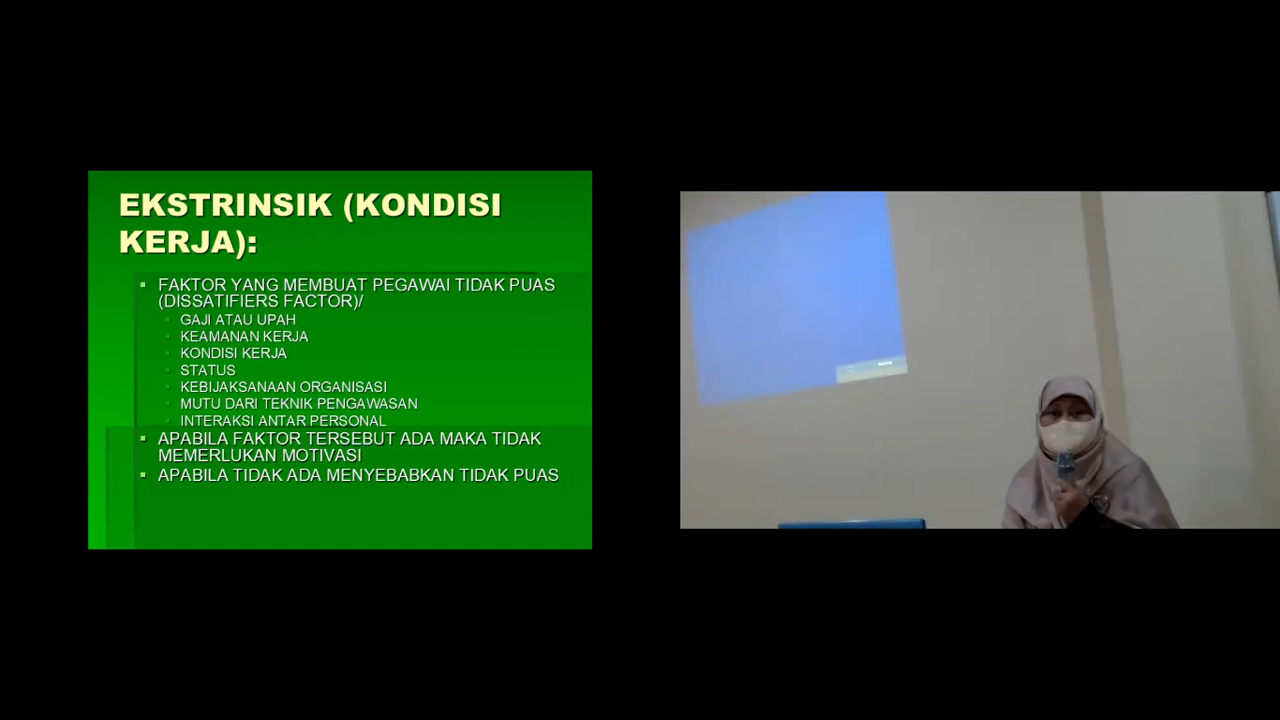 EKSTRINSIK (KONDISI
KERJA):
FAKTOR YANG MEMBUAT PEGAWAI TIDAK PUAS
(DISSATIFIERS FACTOR)/
GAJI ATAU UPAH
KEAMANAN KERJA
KONDISI KERJA
STATUS
KEBIJAKSANAAN ORGANISASI
MUTU DARI TEKNIK PENGAWASAN
INTERAKSI ANTAR PERSONAL
APABILA FAKTOR TERSEBUT ADA MAKA TIDAK
MEMERLUKAN MOTIVASI
APABILA TIDAK ADA MENYEBABKAN TIDAK PUAS